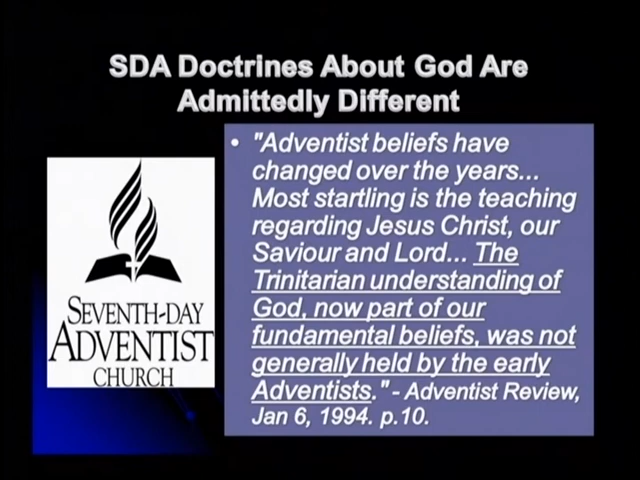 SDA Doctrines About God Are
Admittedly Different
• "Adventist beliefs have
changed over the years...
Most startling is the teaching
regarding Jesus Christ, our
Saviour and Lord... The
Trinitarian understanding of
God, now part of our
fundamental beliefs, was not
generally held by the early
Adventists." - Adventist Review,
Jan 6, 1994. p.10.
SEVENTH-DAY
ADVENTIST
CHURCH